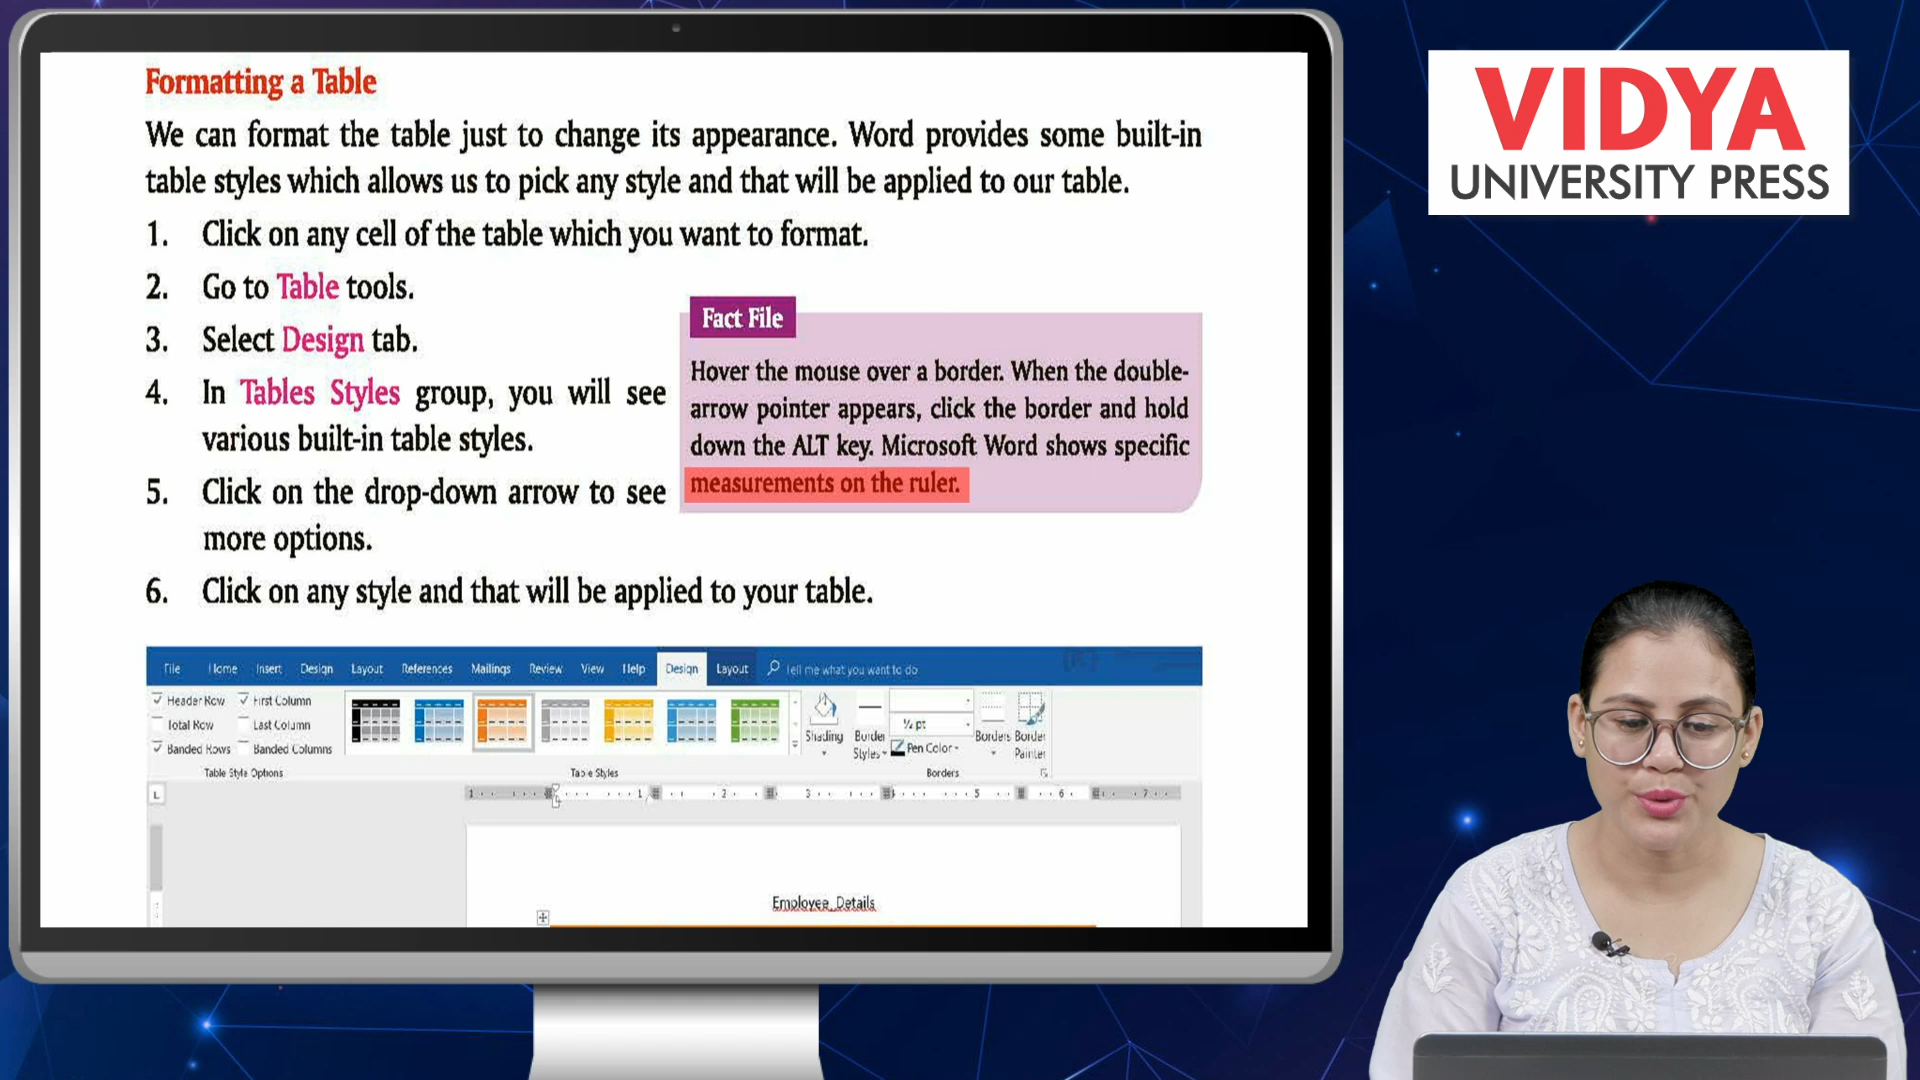 Formatting a Table
We can format the table just to change its appearance. Word provides some built-in
table styles which allows us to pick any style and that will be applied to our table.
1. Click on any cell of the table which you want to format.
2. Go to Table tools.
3. Select Design tab.
4. In Tables Styles group, you will see
various built-in table styles.
5. Click on the drop-down arrow to see
more options.
6. Click on any style and that will be applied to your table.
Fact File
Hover the mouse over a border. When the double-
arrow pointer appears, click the border and hold
down the ALT key. Microsoft Word shows specific
measurements on the ruler.
File Home Insert Design Layout References Mailings Review View Help Design Layout Tell me what you want to do
Header Row First Column
Total Row Last Column
Banded Rows Banded Columns
Table Style Options
Table Styles
Shading
Border
Styles
½ pt
Pen Color
Borders
Border
Painter
Borders
L
1 1 2 3 5 6 7
Employee Details
VIDYA
UNIVERSITY PRESS